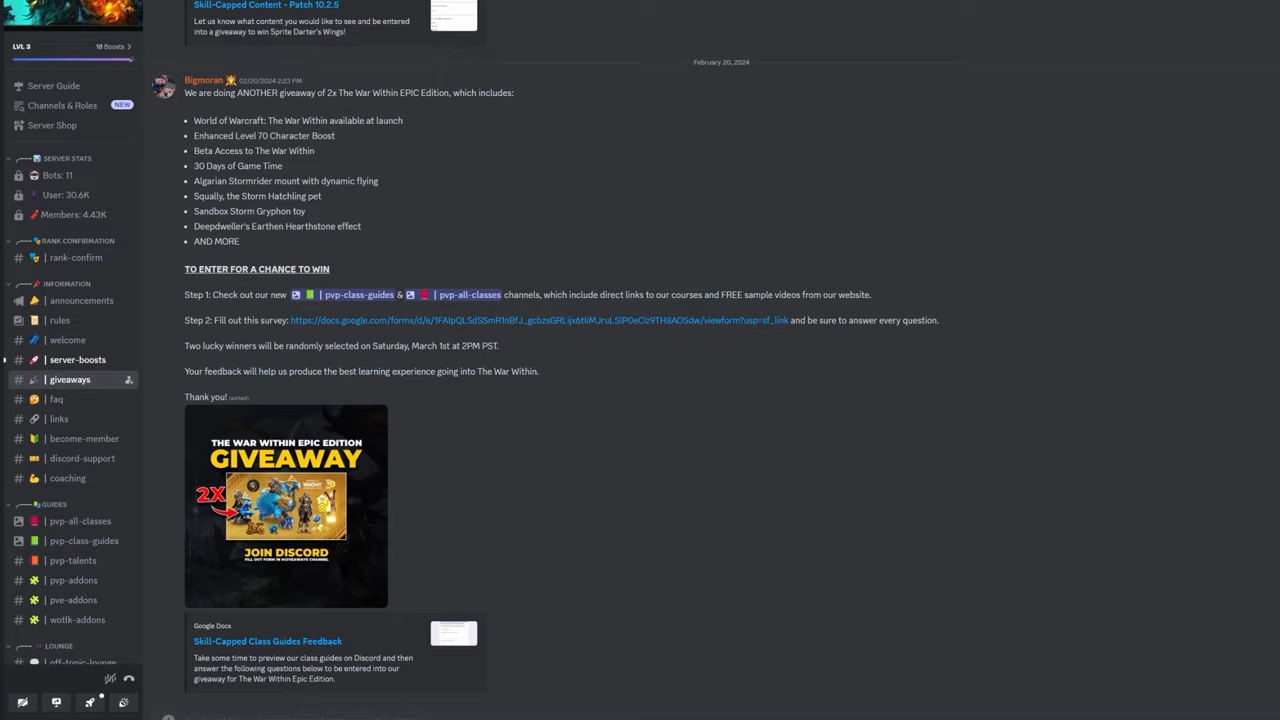 LVL 3
18 Boosts
Server Guide
Channels & Roles
NEW
Server Shop
SERVER STATS
Bots: 11
User: 30.6K
Members: 4.43K
RANK CONFIRMATION
| rank-confirm
INFORMATION
| announcements
| rules
| welcome
| server-boosts
| giveaways
| faq
| links
| become-member
| discord-support
| coaching
GUIDES
| pvp-all-classes
| pvp-class-guides
| pvp-talents
| pvp-addons
| pve-addons
| wotlk-addons
LOUNGE
| off-topic-lounge
Skill-Capped Content - Patch 10.2.5
Let us know what content you would like to see and be entered
into a giveaway to win Sprite Darter's Wings!
February 20, 2024
Bigmoran 02/20/2024 2:23 PM
We are doing ANOTHER giveaway of 2x The War Within EPIC Edition, which includes:
• World of Warcraft: The War Within available at launch
• Enhanced Level 70 Character Boost
• Beta Access to The War Within
• 30 Days of Game Time
• Algarian Stormrider mount with dynamic flying
• Squally, the Storm Hatchling pet
• Sandbox Storm Gryphon toy
• Deepdweller's Earthen Hearthstone effect
• AND MORE
TO ENTER FOR A CHANCE TO WIN
Step 1: Check out our new | pvp-class-guides & | pvp-all-classes channels, which include direct links to our courses and FREE sample videos from our website.
Step 2: Fill out this survey: and be sure to answer every question.
Two lucky winners will be randomly selected on Saturday, March 1st at 2PM PST.
Your feedback will help us produce the best learning experience going into The War Within.
Thank you! (edited)
THE WAR WITHIN EPIC EDITION
GIVEAWAY
2X
JOIN DISCORD
FILL OUT FORM IN #GIVEAWAYS CHANNEL
Google Docs
Skill-Capped Class Guides Feedback
Take some time to preview our class guides on Discord and then
answer the following questions below to be entered into our
giveaway for The War Within Epic Edition.